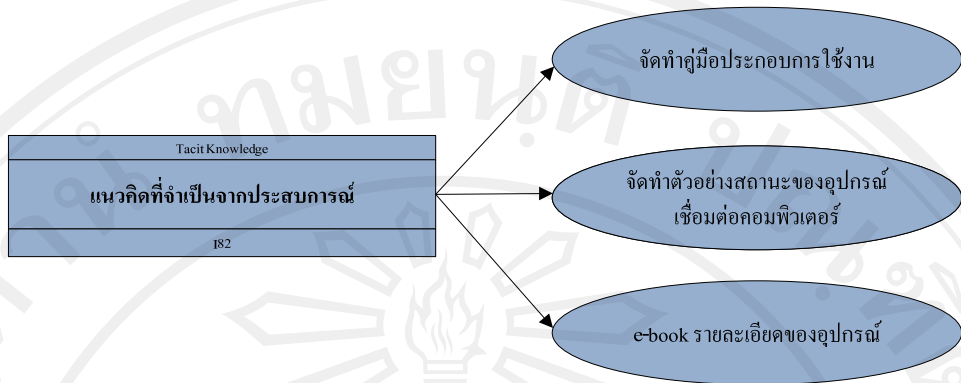 จัดทำคู่มือประกอบการใช้งาน
Tacit Knowledge
แนวคิดที่จำเป็นจากประสบการณ์
I82
จัดทำตัวอย่างสถานะของอุปกรณ์
เชื่อมต่อคอมพิวเตอร์
e-book รายละเอียดของอุปกรณ์